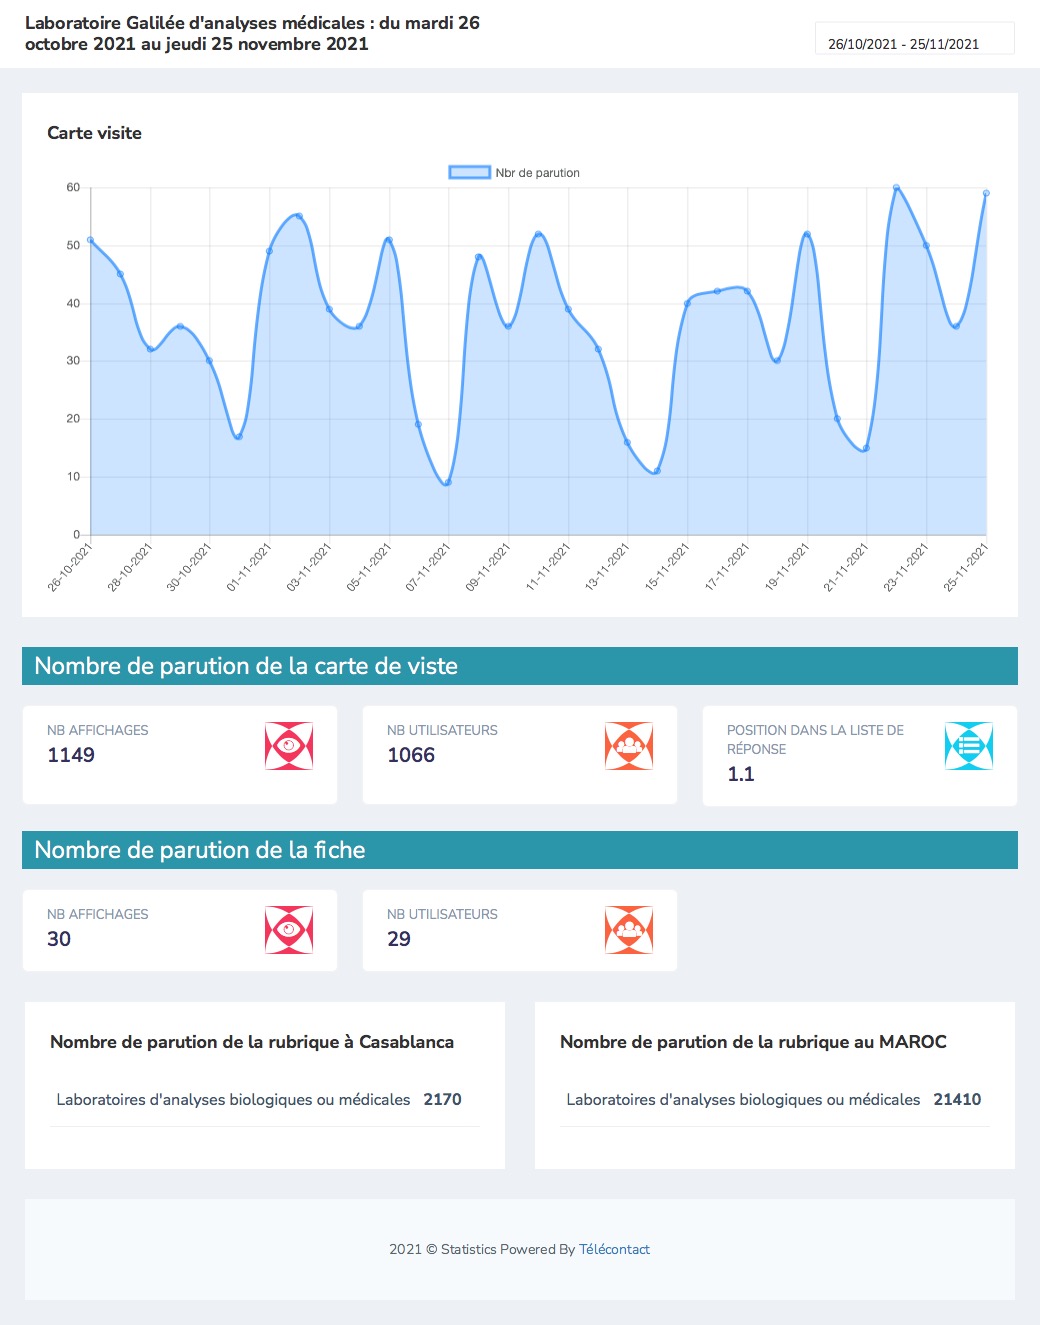 Laboratoire Galilée d'analyses médicales : du mardi 26
octobre 2021 au jeudi 25 novembre 2021
26/10/2021 - 25/11/2021
Carte visite
Nbr de parution
60
50
40
30
20
10
0
26-10-2021
28-10-2021
30-10-2021
01-11-2021
03-11-2021
05-11-2021
07-11-2021
09-11-2021
11-11-2021
13-11-2021
15-11-2021
17-11-2021
19-11-2021
21-11-2021
23-11-2021
25-11-2021
Nombre de parution de la carte de viste
NB AFFICHAGES
1149
NB UTILISATEURS
1066
POSITION DANS LA LISTE DE
RÉPONSE
1.1
Nombre de parution de la fiche
NB AFFICHAGES
30
NB UTILISATEURS
29
Nombre de parution de la rubrique à Casablanca
Laboratoires d'analyses biologiques ou médicales 2170
Nombre de parution de la rubrique au MAROC
Laboratoires d'analyses biologiques ou médicales 21410
2021 © Statistics Powered By Télécontact